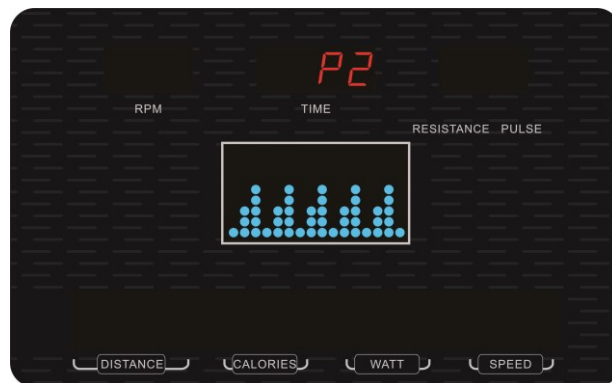 P2
RPM TIME
RESISTANCE PULSE
DISTANCE CALORIES WATT SPEED